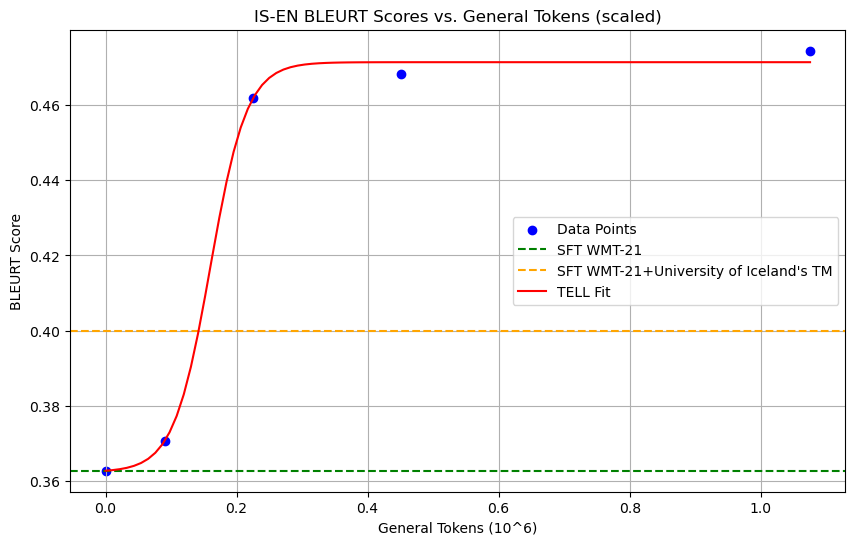 IS-EN BLEURT Scores vs. General Tokens (scaled)
BLEURT Score
0.46
0.44
0.42
0.40
0.38
0.36
Data Points
SFT WMT-21
SFT WMT-21+University of Iceland's TM
TELL Fit
0.0
0.2
0.4
0.6
0.8
1.0
General Tokens (10^6)